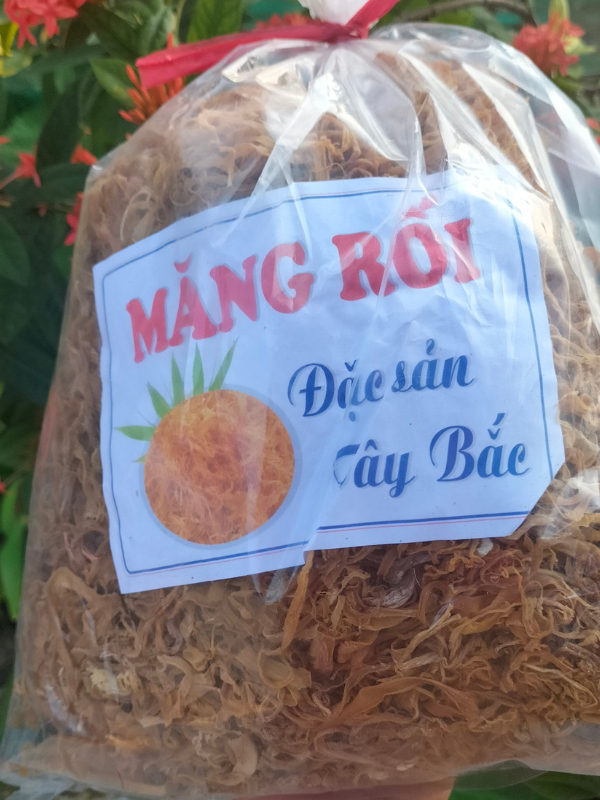 MĂNG RỐI
Đặc sản
Tây Bắc